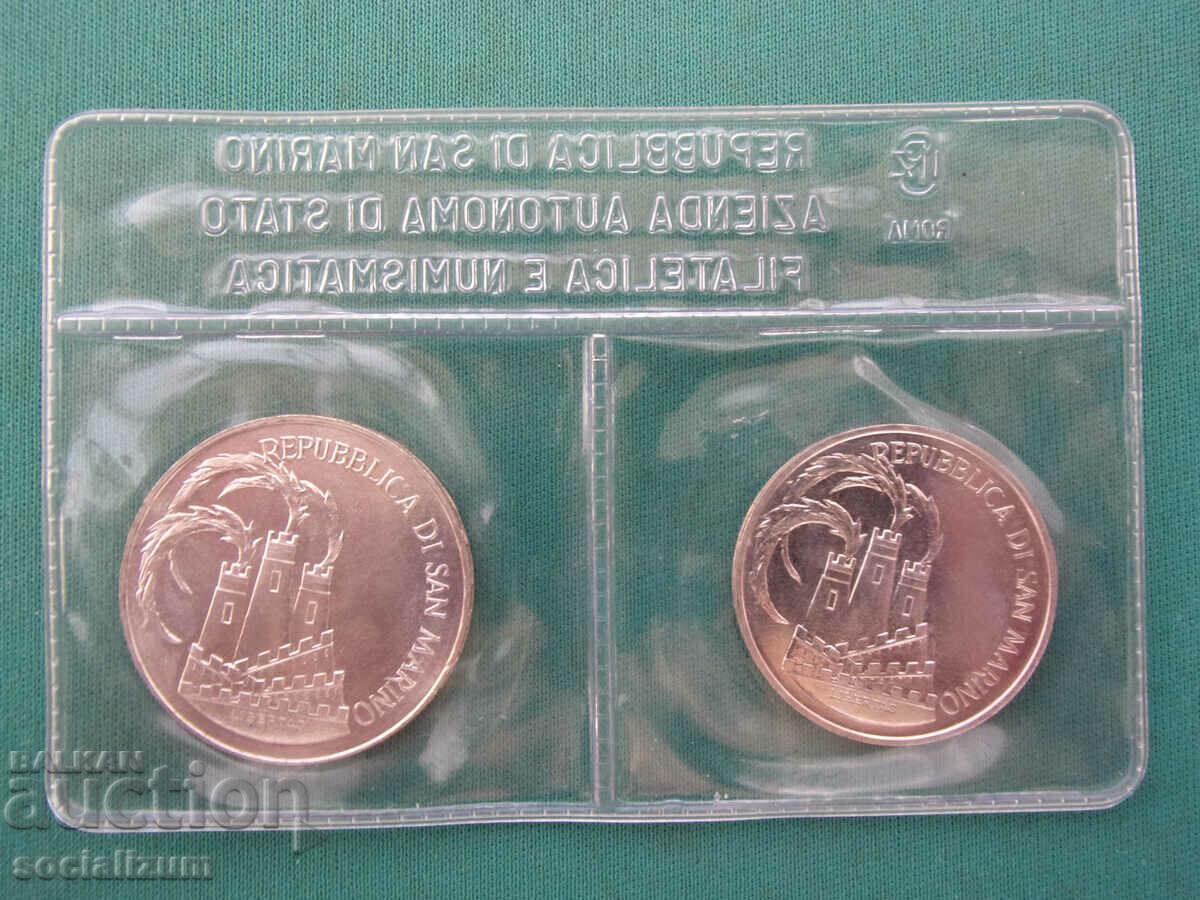 REPUBBLICA DI SAN MARINO
AZIENDA AUTONOMA DI STATO
FILATELICA E NUMISMATICA
ROMA
REPUBBLICA DI SAN MARINO
LIBERTAS
REPUBBLICA DI SAN MARINO
LIBERTAS
BALKAN
auction
socializum